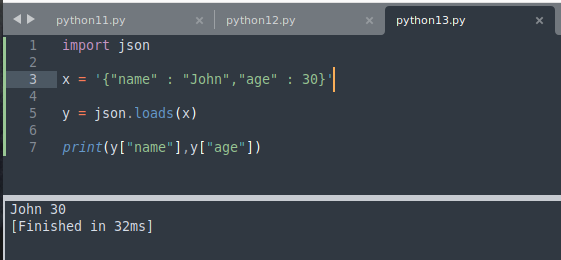 python11.py × python12.py × python13.py ×
1 import json
2
3 x = '{"name" : "John","age" : 30}'
4
5 y = json.loads(x)
6
7 print(y["name"],y["age"])
John 30
[Finished in 32ms]